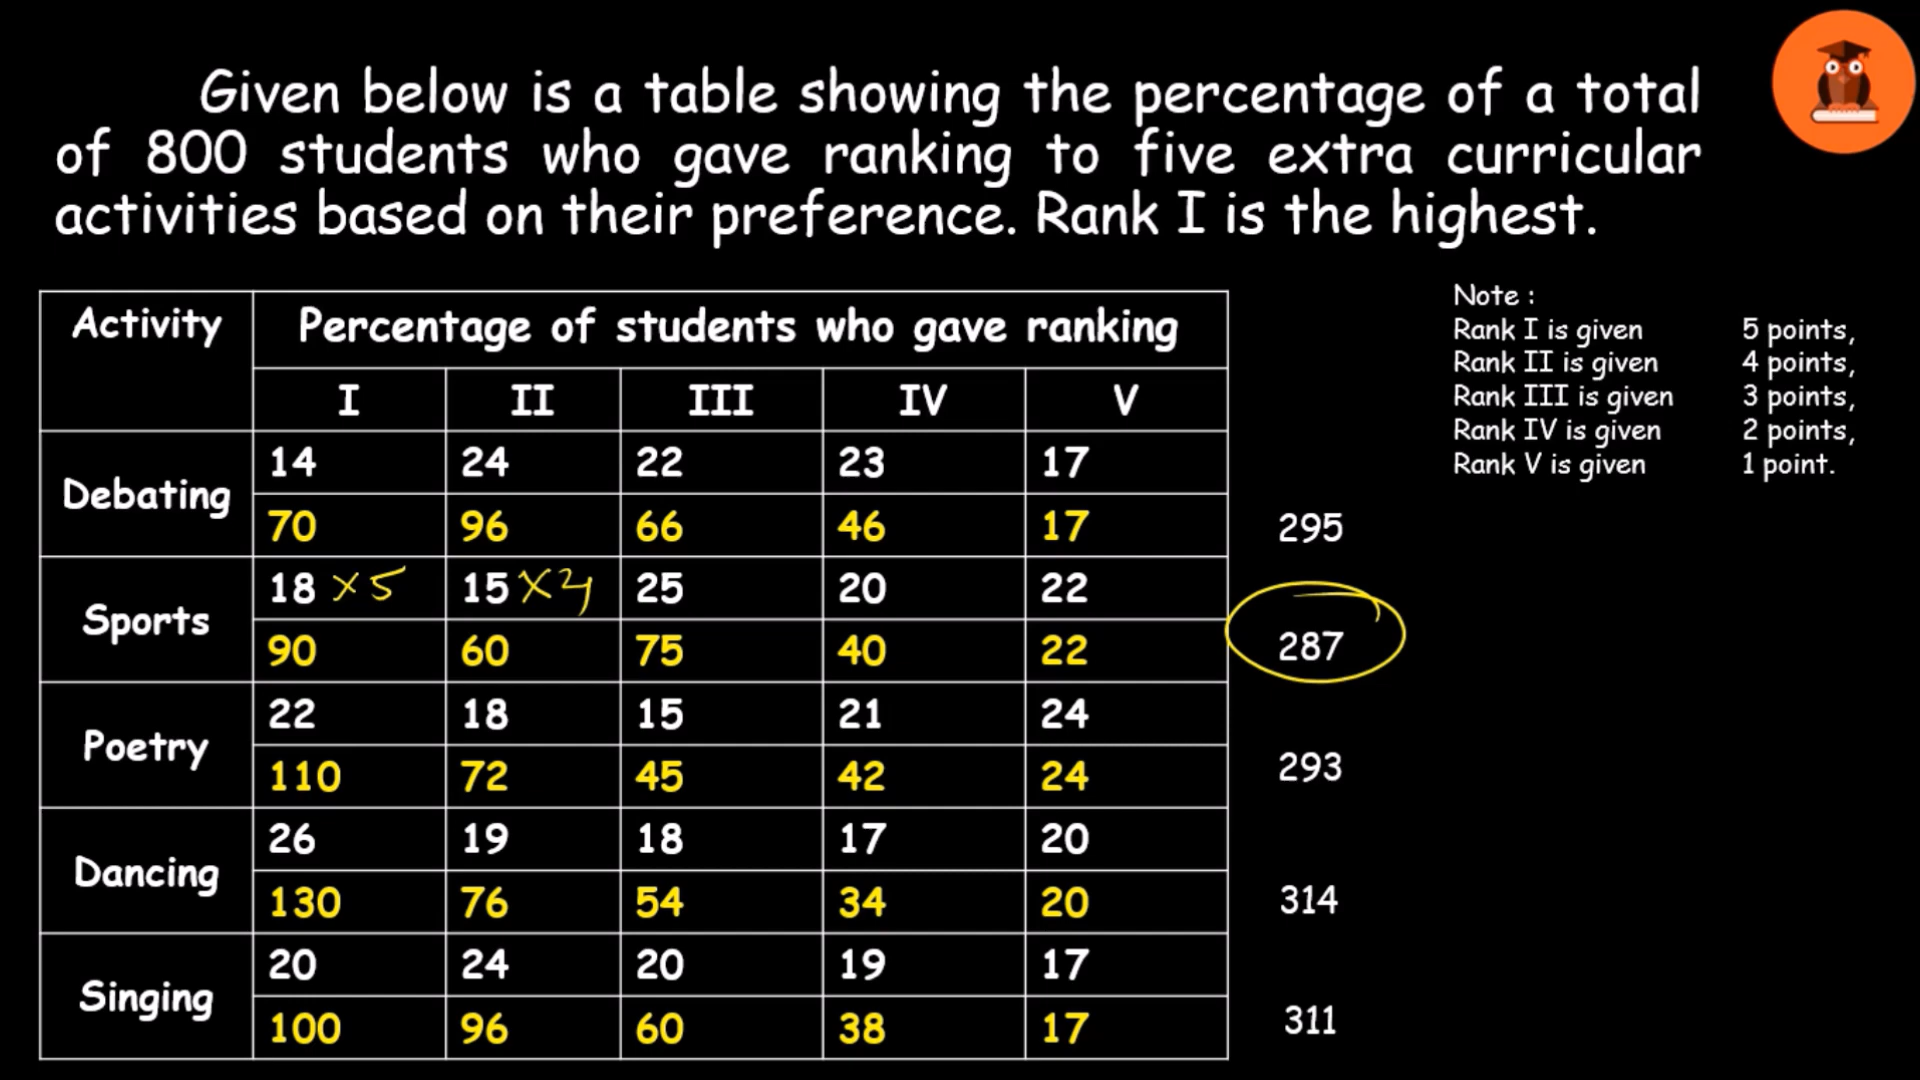 Given below is a table showing the percentage of a total
of 800 students who gave ranking to five extra curricular
activities based on their preference. Rank I is the highest.
Note :
Rank I is given 5 points,
Rank II is given 4 points,
Rank III is given 3 points,
Rank IV is given 2 points,
Rank V is given 1 point.
Activity Percentage of students who gave ranking
I II III IV V
Debating
14 24 22 23 17
70 96 66 46 17 295
Sports
18 ×5 15 ×4 25 20 22
90 60 75 40 22 287
Poetry
22 18 15 21 24
110 72 45 42 24 293
Dancing
26 19 18 17 20
130 76 54 34 20 314
Singing
20 24 20 19 17
100 96 60 38 17 311